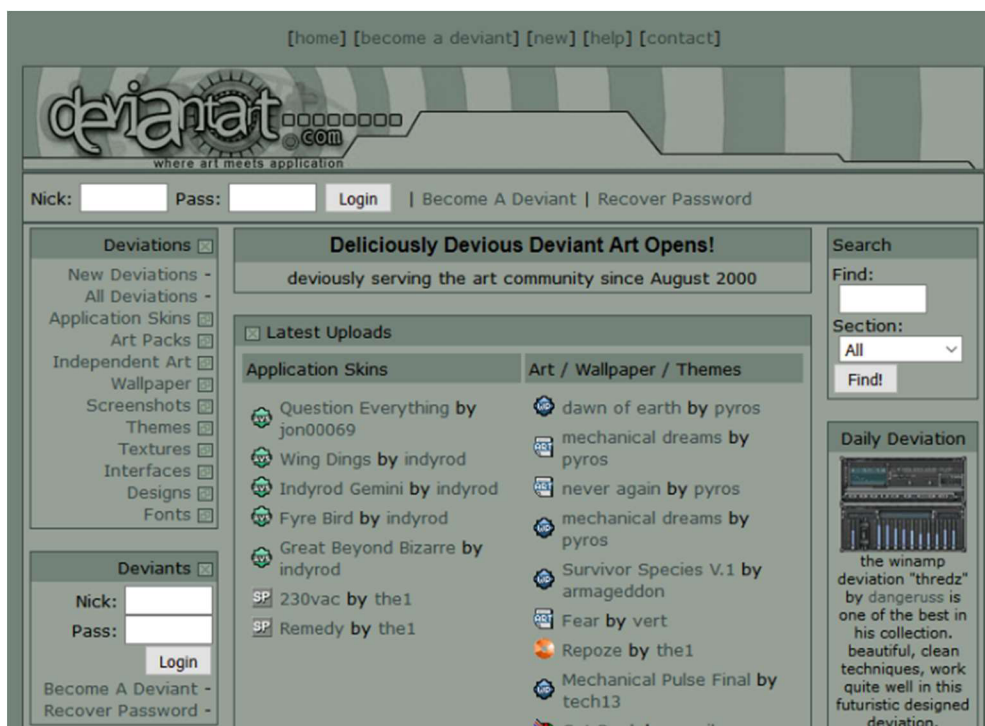 [home] [become a deviant] [new] [help] [contact]
deviantart
.com
where art meets application
Nick:
Pass:
Login
| Become A Deviant | Recover Password
Deviations
New Deviations -
All Deviations -
Application Skins
Art Packs
Independent Art
Wallpaper
Screenshots
Themes
Textures
Interfaces
Designs
Fonts
Deviants
Nick:
Pass:
Login
Become A Deviant -
Recover Password -
Deliciously Devious Deviant Art Opens!
deviously serving the art community since August 2000
Latest Uploads
Application Skins
Question Everything by
jon00069
Wing Dings by indyrod
Indyrod Gemini by indyrod
Fyre Bird by indyrod
Great Beyond Bizarre by
indyrod
SP 230vac by the1
SP Remedy by the1
Art / Wallpaper / Themes
dawn of earth by pyros
ART mechanical dreams by
pyros
ART never again by pyros
mechanical dreams by
pyros
Survivor Species V.1 by
armageddon
ART Fear by vert
Repoze by the1
Mechanical Pulse Final by
tech13
Search
Find:
Section:
All
Find!
Daily Deviation
the winamp
deviation "thredz"
by dangeruss is
one of the best in
his collection.
beautiful, clean
techniques, work
quite well in this
futuristic designed
deviation.